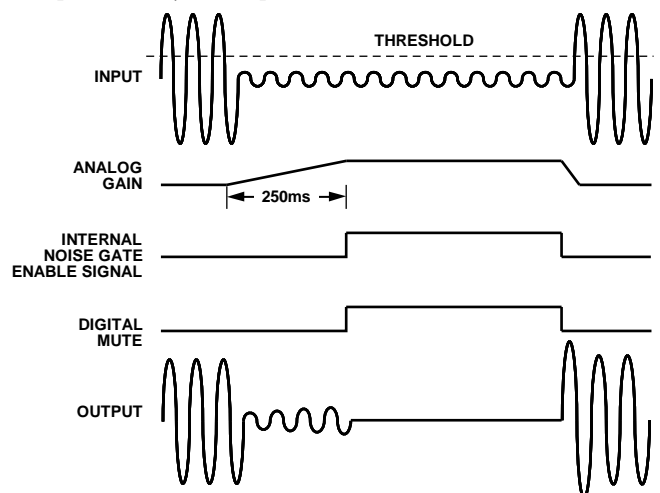 THRESHOLD
INPUT
ANALOG
GAIN
250ms
INTERNAL
NOISE GATE
ENABLE SIGNAL
DIGITAL
MUTE
OUTPUT